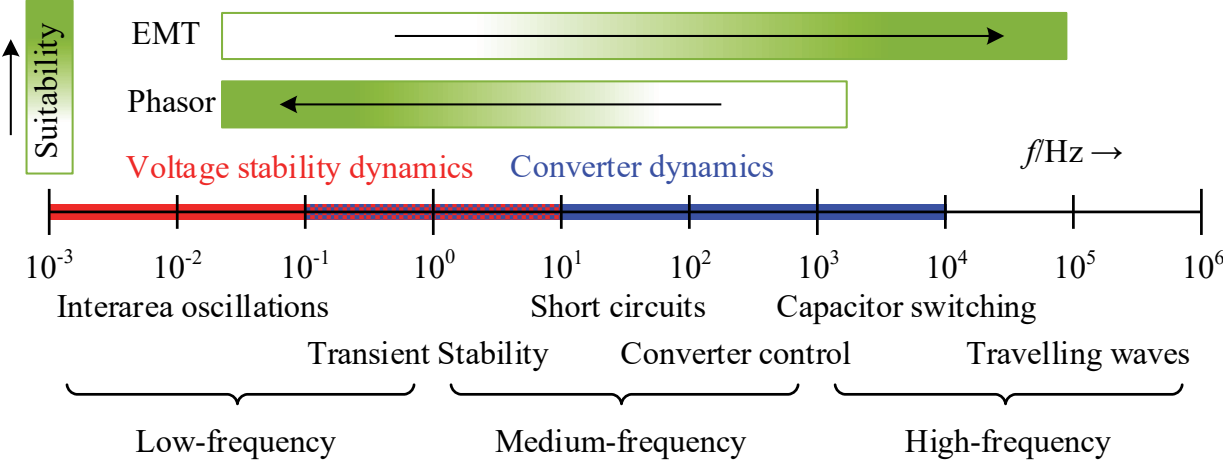 Suitability
EMT
Phasor
Voltage stability dynamics Converter dynamics f/Hz →
10⁻³ 10⁻² 10⁻¹ 10⁰ 10¹ 10² 10³ 10⁴ 10⁵ 10⁶
Interarea oscillations Short circuits Capacitor switching
Transient Stability Converter control Travelling waves
Low-frequency Medium-frequency High-frequency